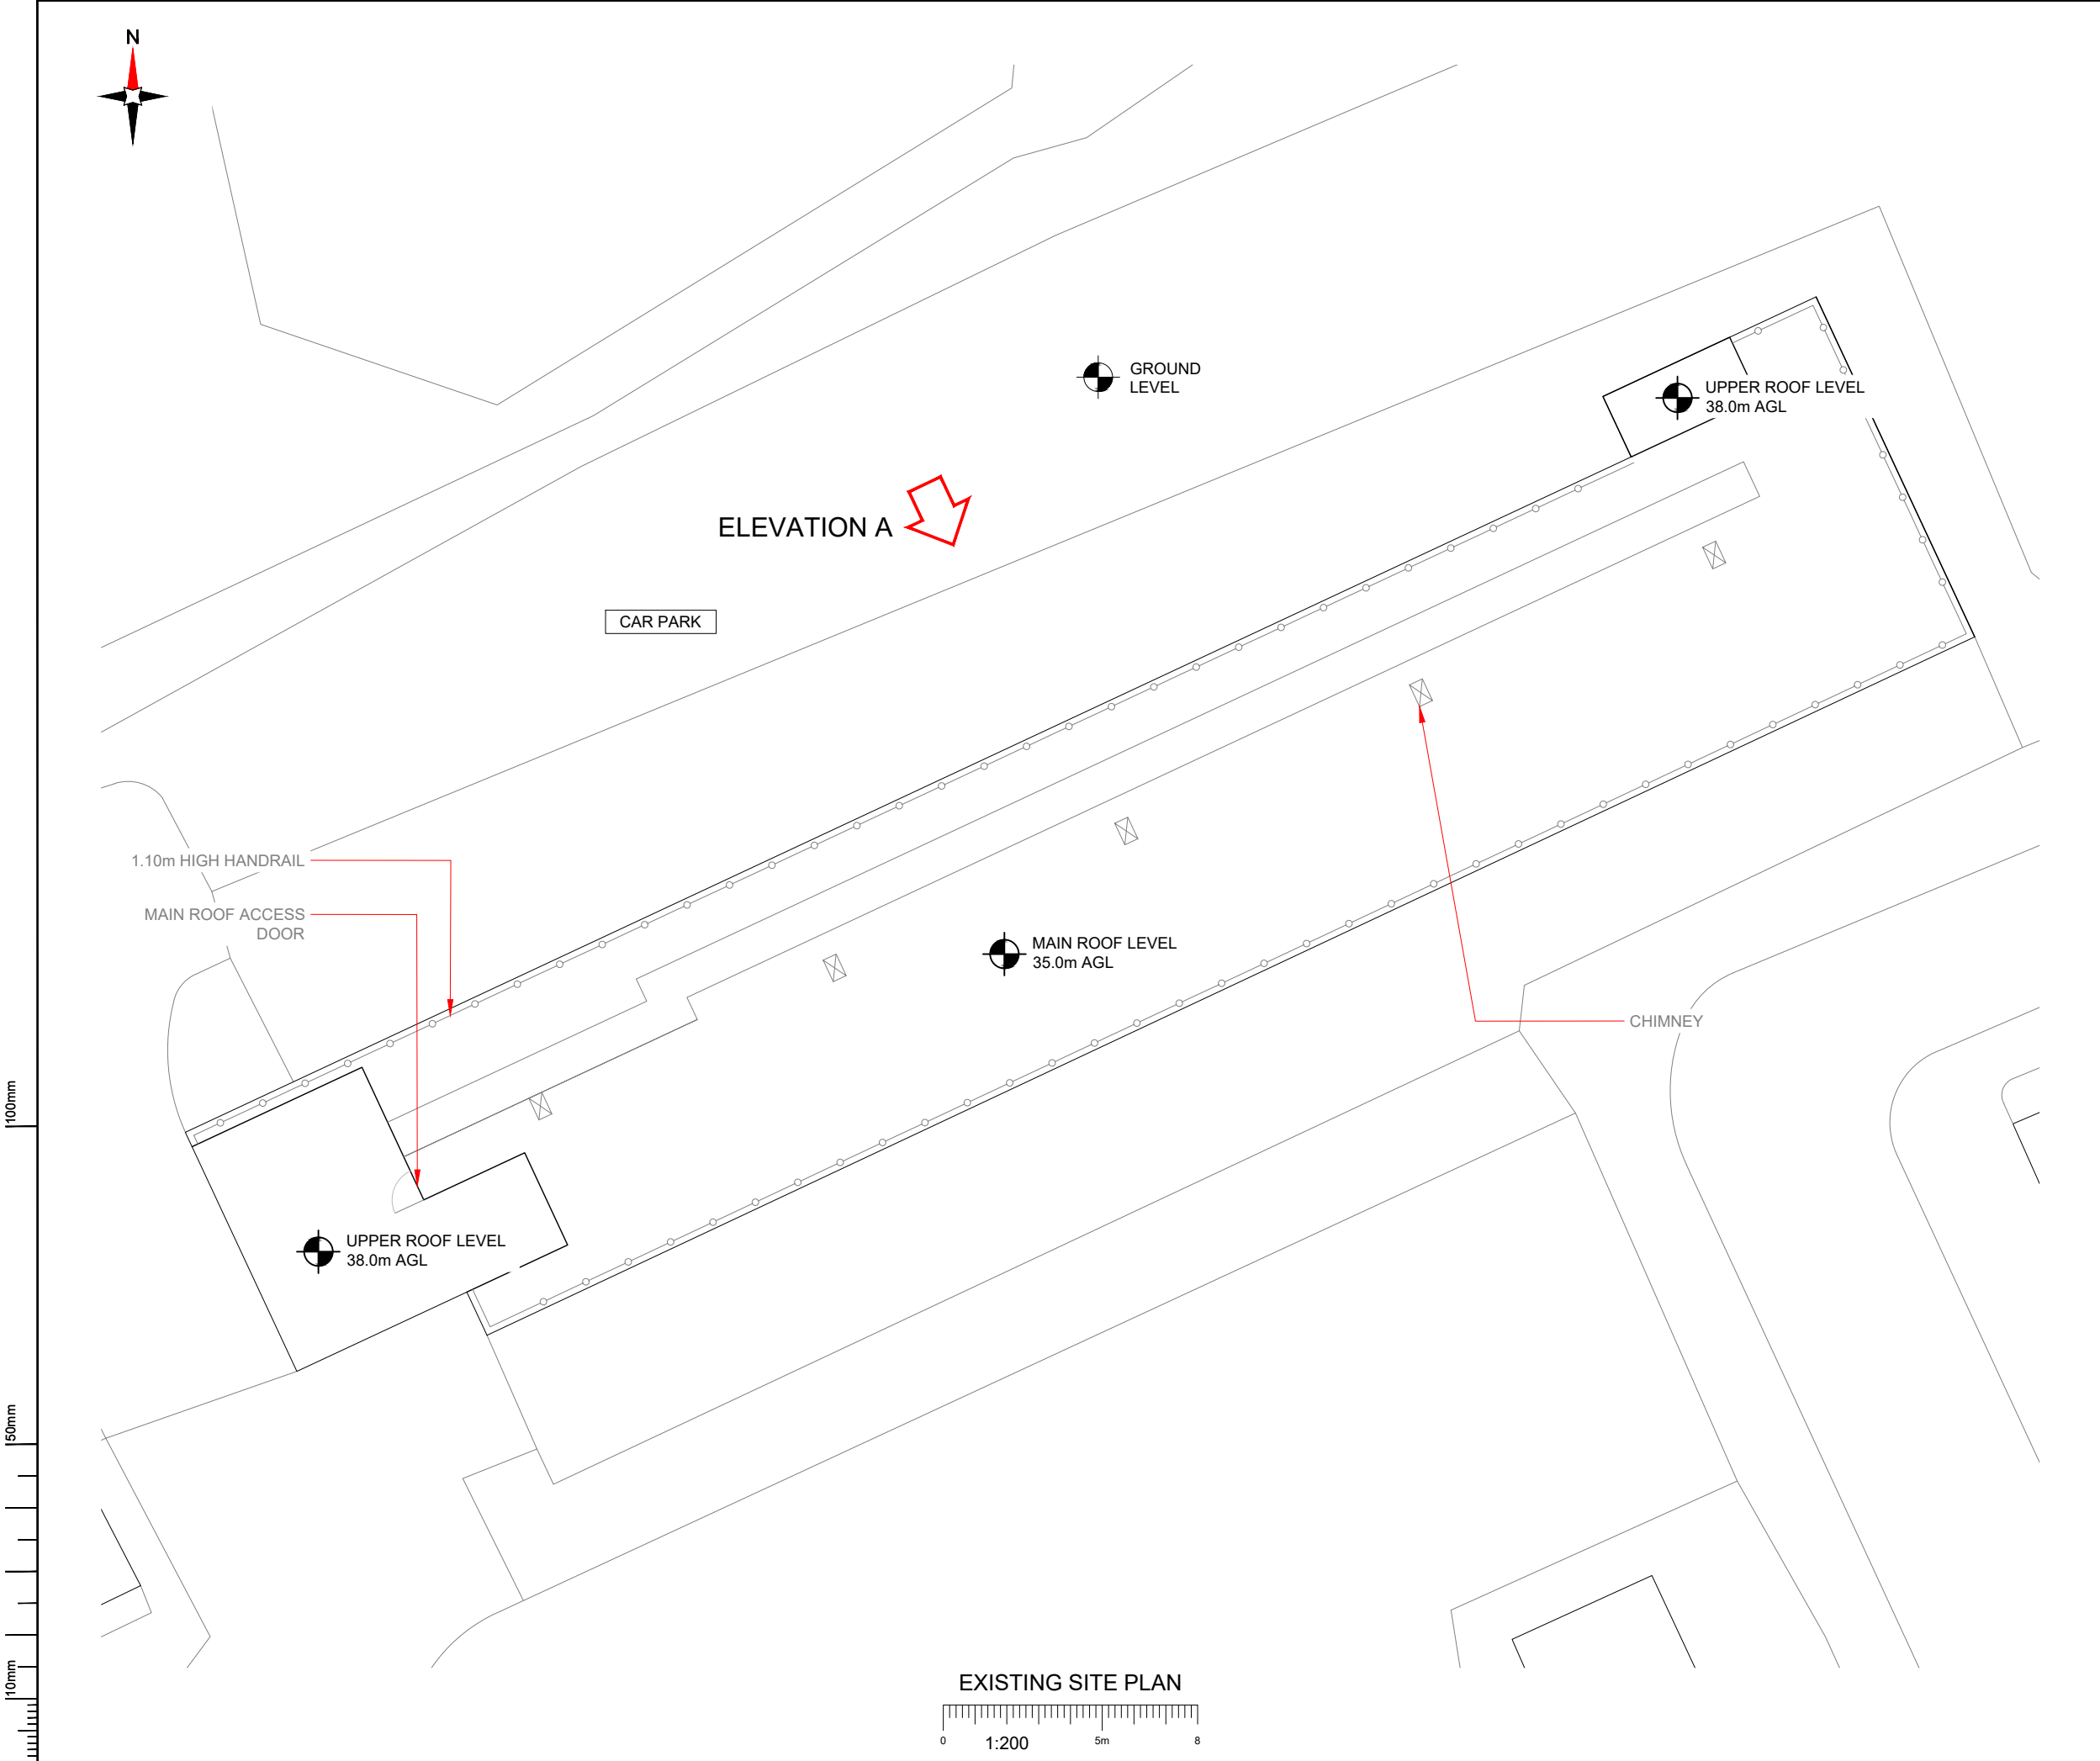 N
GROUND
LEVEL
UPPER ROOF LEVEL
38.0m AGL
ELEVATION A
CAR PARK
1.10m HIGH HANDRAIL
MAIN ROOF ACCESS
DOOR
MAIN ROOF LEVEL
35.0m AGL
CHIMNEY
100mm
UPPER ROOF LEVEL
38.0m AGL
50mm
10mm
EXISTING SITE PLAN
0 1:200 5m 8